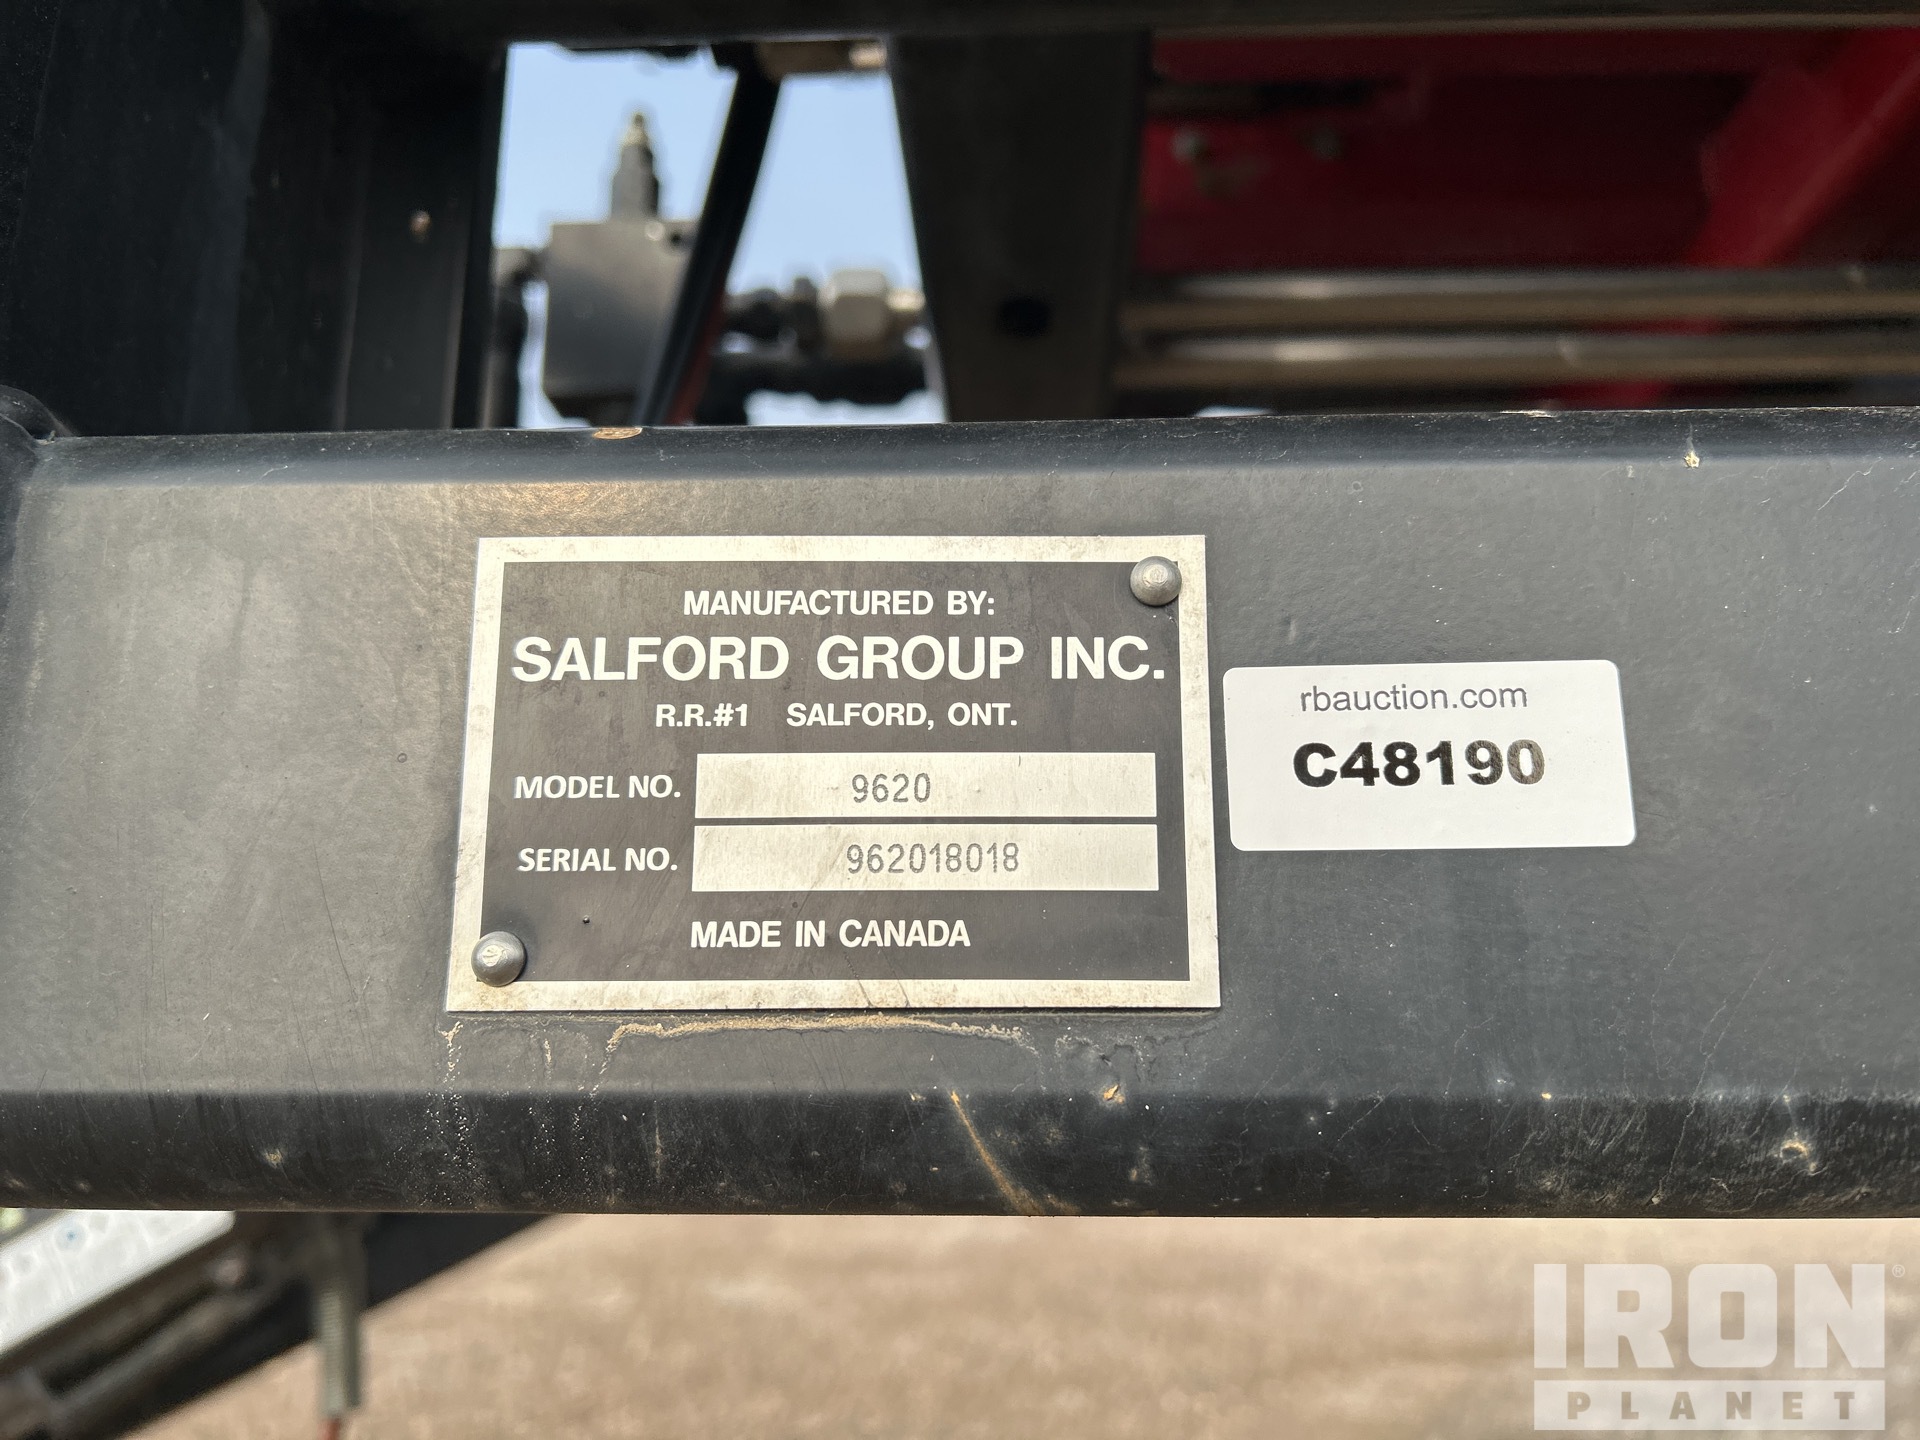 MANUFACTURED BY:
SALFORD GROUP INC.
R.R.#1 SALFORD, ONT.
MODEL NO. 9620
SERIAL NO. 962018018
MADE IN CANADA
rbauction.com
C48190
IRON®
PLANET